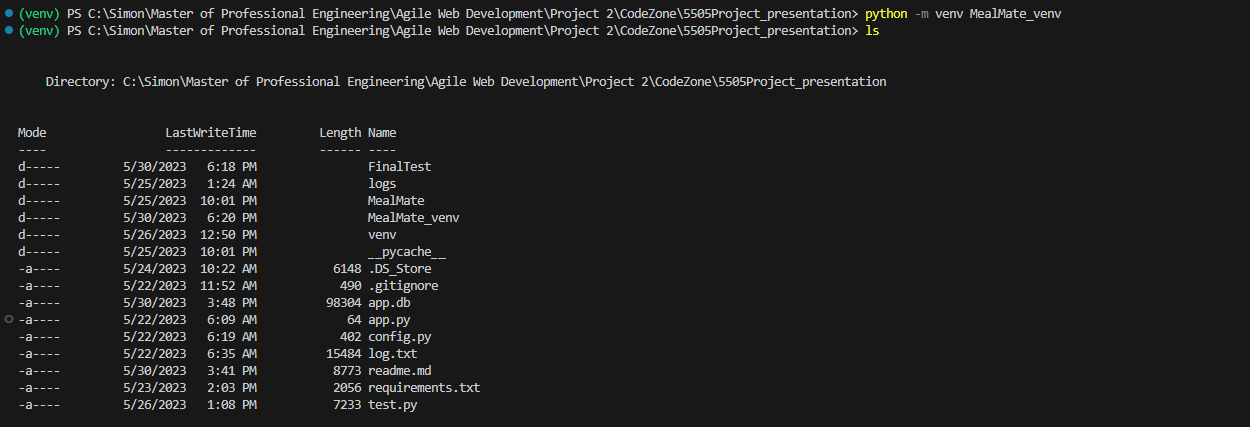 (venv) PS C:\Simon\Master of Professional Engineering\Agile Web Development\Project 2\CodeZone\5505Project_presentation> python -m venv MealMate_venv
(venv) PS C:\Simon\Master of Professional Engineering\Agile Web Development\Project 2\CodeZone\5505Project_presentation> ls
Directory: C:\Simon\Master of Professional Engineering\Agile Web Development\Project 2\CodeZone\5505Project_presentation
Mode LastWriteTime Length Name
---- ------------- ------ ----
d----- 5/30/2023 6:18 PM FinalTest
d----- 5/25/2023 1:24 AM logs
d----- 5/25/2023 10:01 PM MealMate
d----- 5/30/2023 6:20 PM MealMate_venv
d----- 5/26/2023 12:50 PM venv
d----- 5/25/2023 10:01 PM __pycache__
-a---- 5/24/2023 10:22 AM 6148 .DS_Store
-a---- 5/22/2023 11:52 AM 490 .gitignore
-a---- 5/30/2023 3:48 PM 98304 app.db
-a---- 5/22/2023 6:09 AM 64 app.py
-a---- 5/22/2023 6:19 AM 402 config.py
-a---- 5/22/2023 6:35 AM 15484 log.txt
-a---- 5/30/2023 3:41 PM 8773 readme.md
-a---- 5/23/2023 2:03 PM 2056 requirements.txt
-a---- 5/26/2023 1:08 PM 7233 test.py